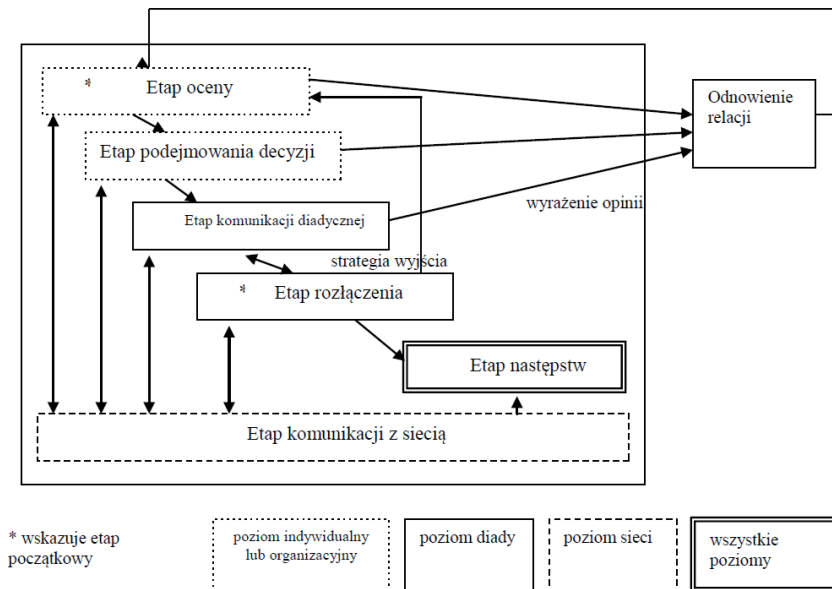 * Etap oceny
Odnowienie
relacji
Etap podejmowania decyzji
wyrażenie opinii
Etap komunikacji diadycznej
strategia wyjścia
* Etap rozłączenia
Etap następstw
Etap komunikacji z siecią
* wskazuje etap
początkowy
poziom indywidualny
lub organizacyjny
poziom diady
poziom sieci
wszystkie
poziomy